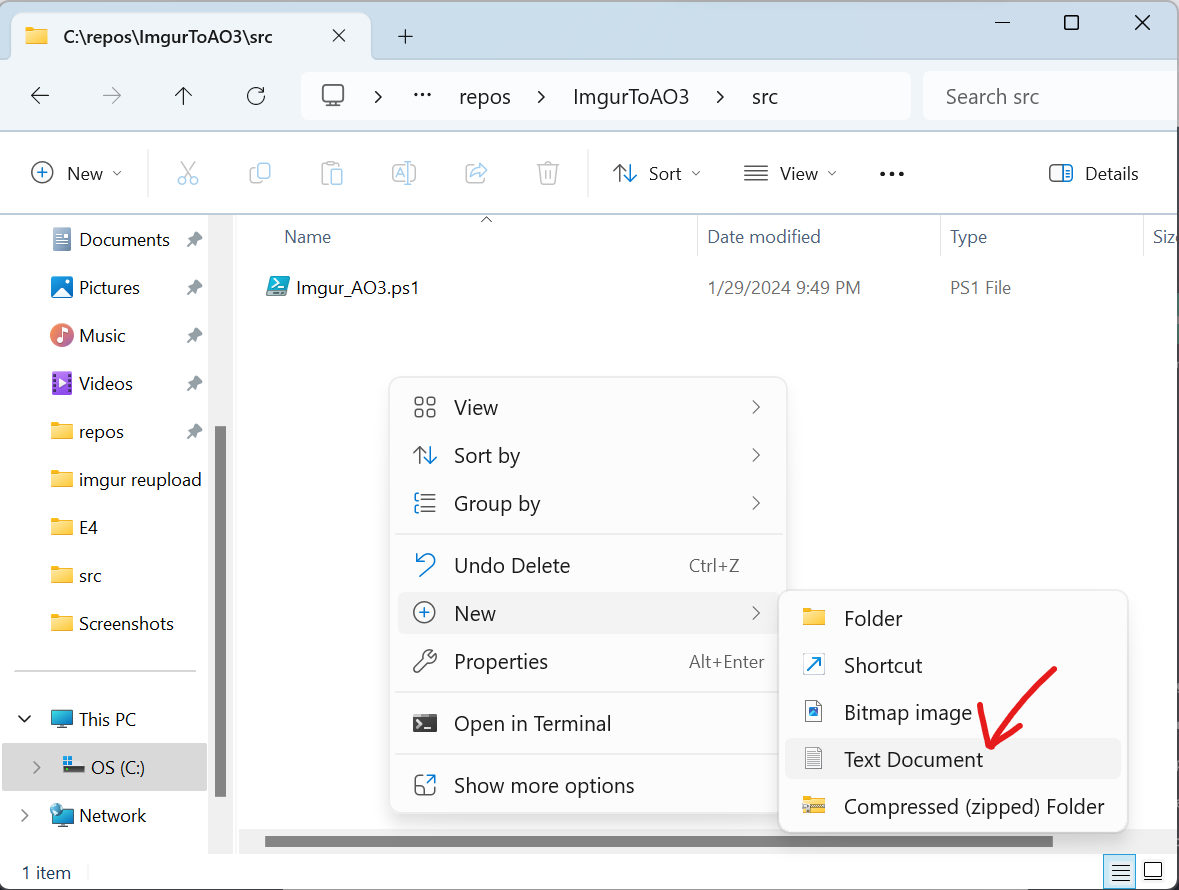 C:\repos\ImgurToAO3\src
··· repos ImgurToAO3 src Search src
New Sort View ••• Details
Documents
Pictures
Music
Videos
repos
imgur reupload
E4
src
Screenshots
This PC
OS (C:)
Network
Name Date modified Type Siz
Imgur_AO3.ps1 1/29/2024 9:49 PM PS1 File
View
Sort by
Group by
Undo Delete Ctrl+Z
New
Properties Alt+Enter
Open in Terminal
Show more options
Folder
Shortcut
Bitmap image
Text Document
Compressed (zipped) Folder
1 item